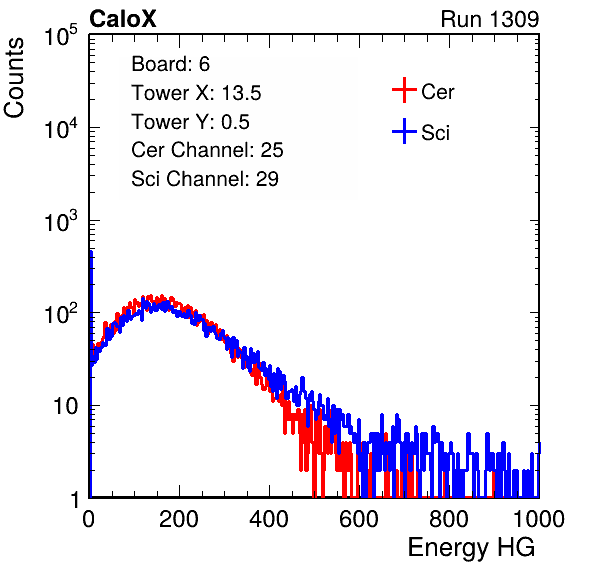 CaloX Run 1309
Board: 6
Tower X: 13.5
Tower Y: 0.5
Cer Channel: 25
Sci Channel: 29
Cer
Sci
Counts
10^5
10^4
10^3
10^2
10
1
0 200 400 600 800 1000
Energy HG